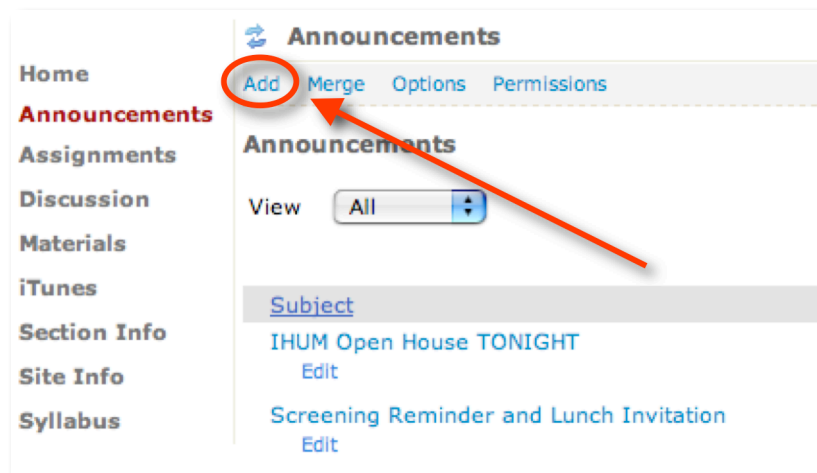 Announcements
Home
Announcements
Assignments
Discussion
Materials
iTunes
Section Info
Site Info
Syllabus
Add Merge Options Permissions
Announcements
View All
Subject
IHUM Open House TONIGHT
Edit
Screening Reminder and Lunch Invitation
Edit